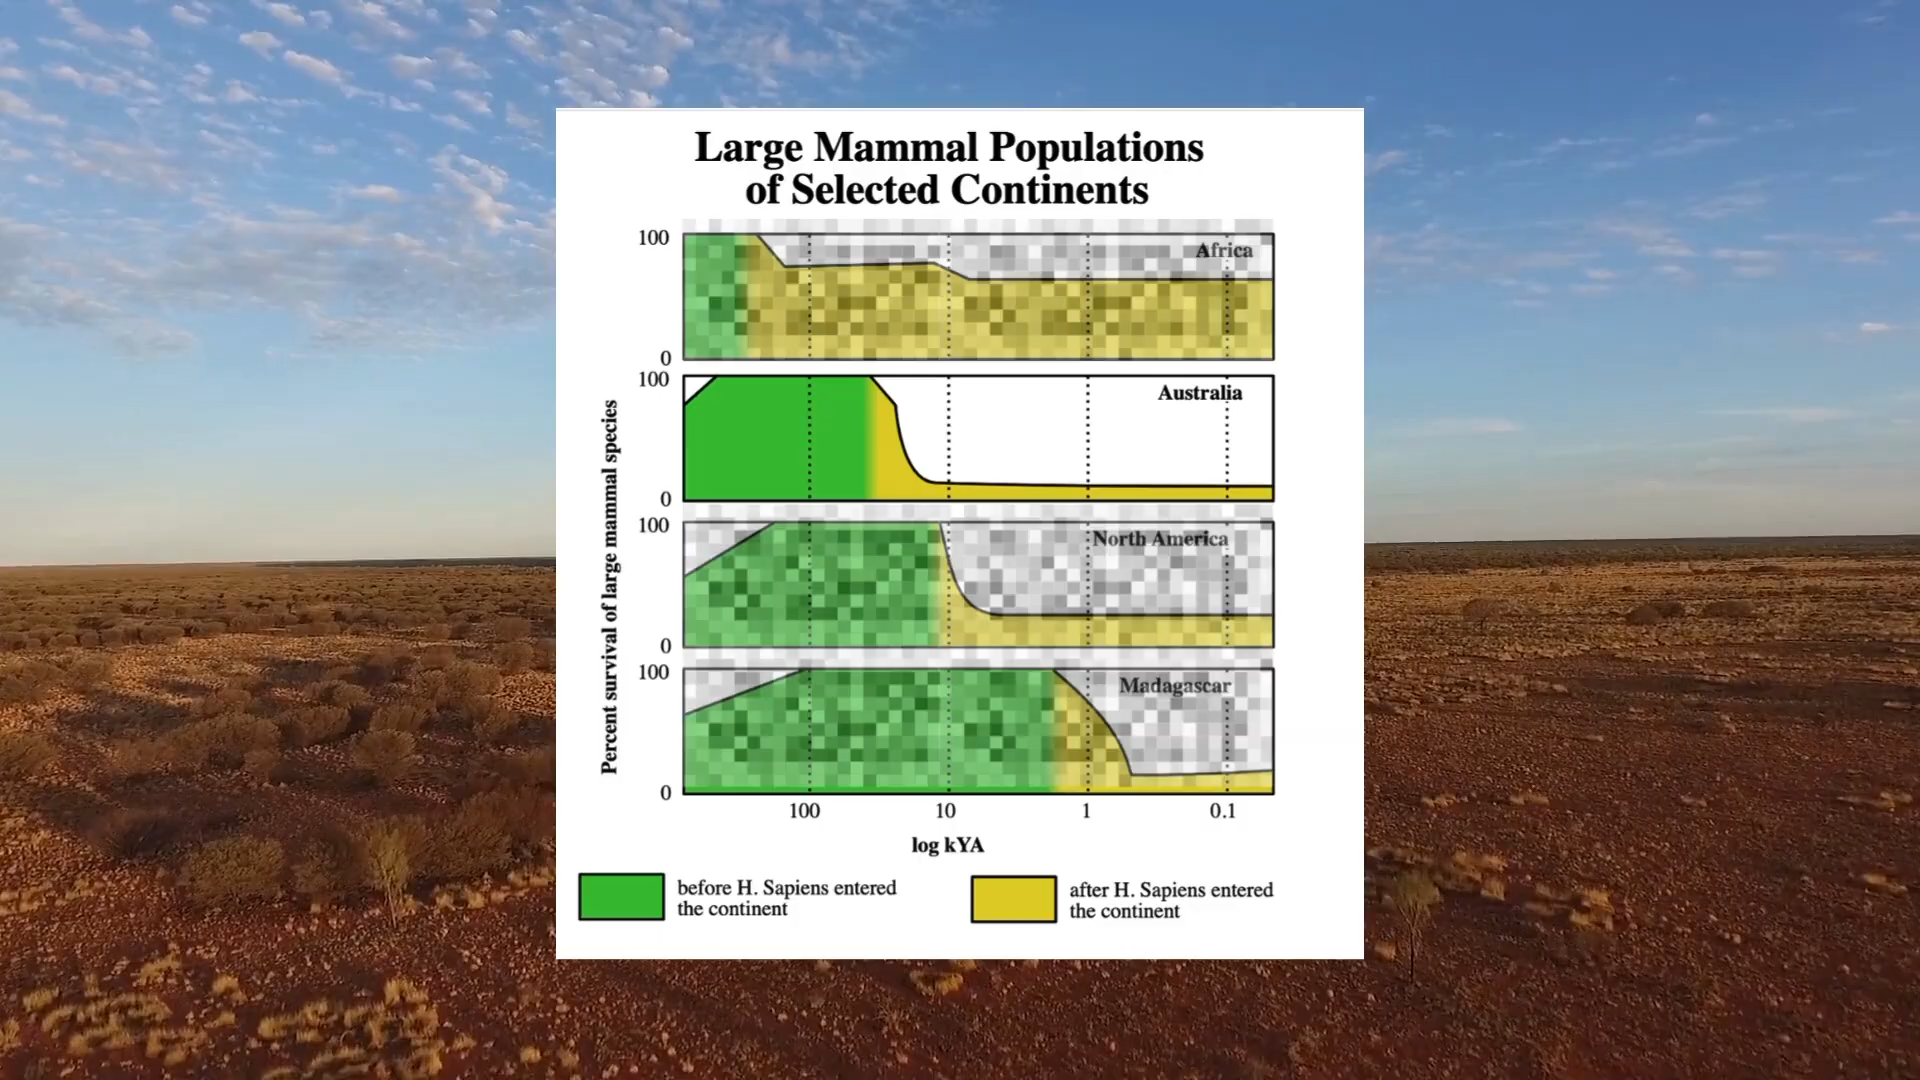 Large Mammal Populations
of Selected Continents
Percent survival of large mammal species
100
Africa
0
100
Australia
0
100
North America
0
100
Madagascar
0
100 10 1 0.1
log kYA
before H. Sapiens entered
the continent
after H. Sapiens entered
the continent